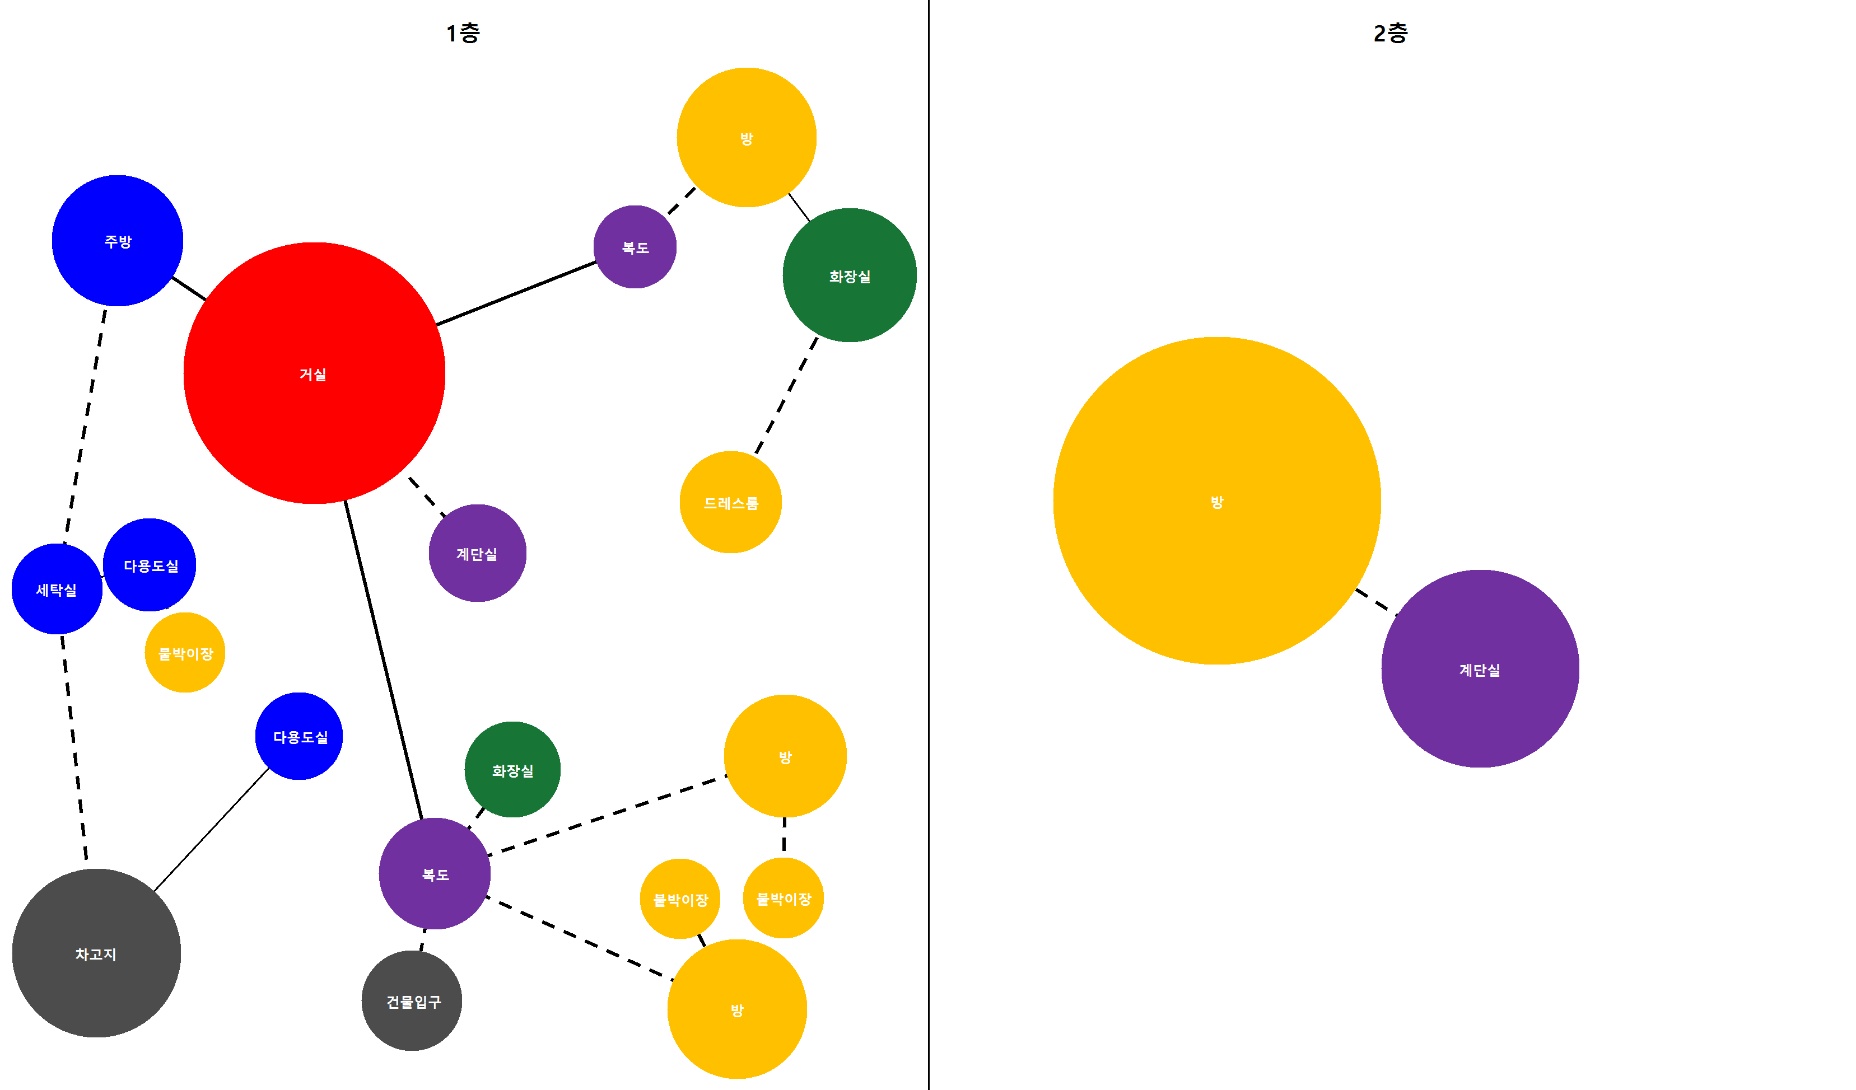 1층
2층
방
주방
복도
화장실
거실
드레스룸
계단실
다용도실
세탁실
붙박이장
다용도실
화장실
방
복도
붙박이장
붙박이장
차고지
건물입구
방
방
계단실